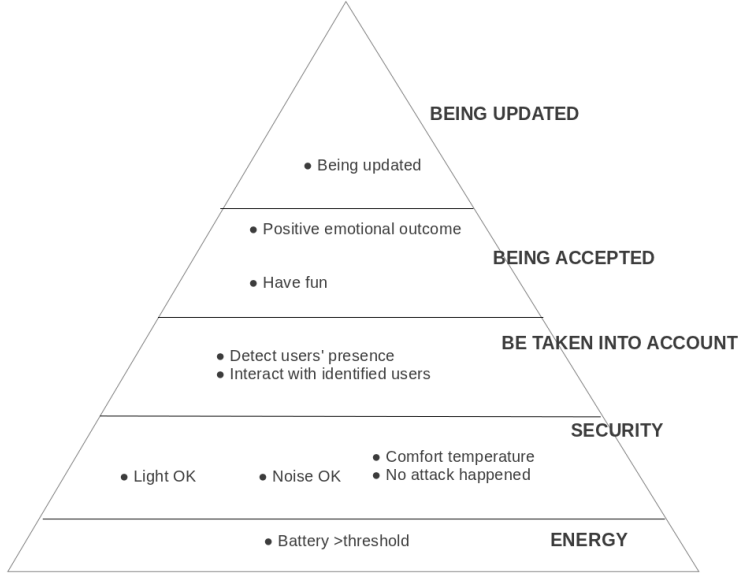 BEING UPDATED
● Being updated
● Positive emotional outcome
BEING ACCEPTED
● Have fun
BE TAKEN INTO ACCOUNT
● Detect users' presence
● Interact with identified users
SECURITY
● Light OK
● Noise OK
● Comfort temperature
● No attack happened
● Battery >threshold
ENERGY